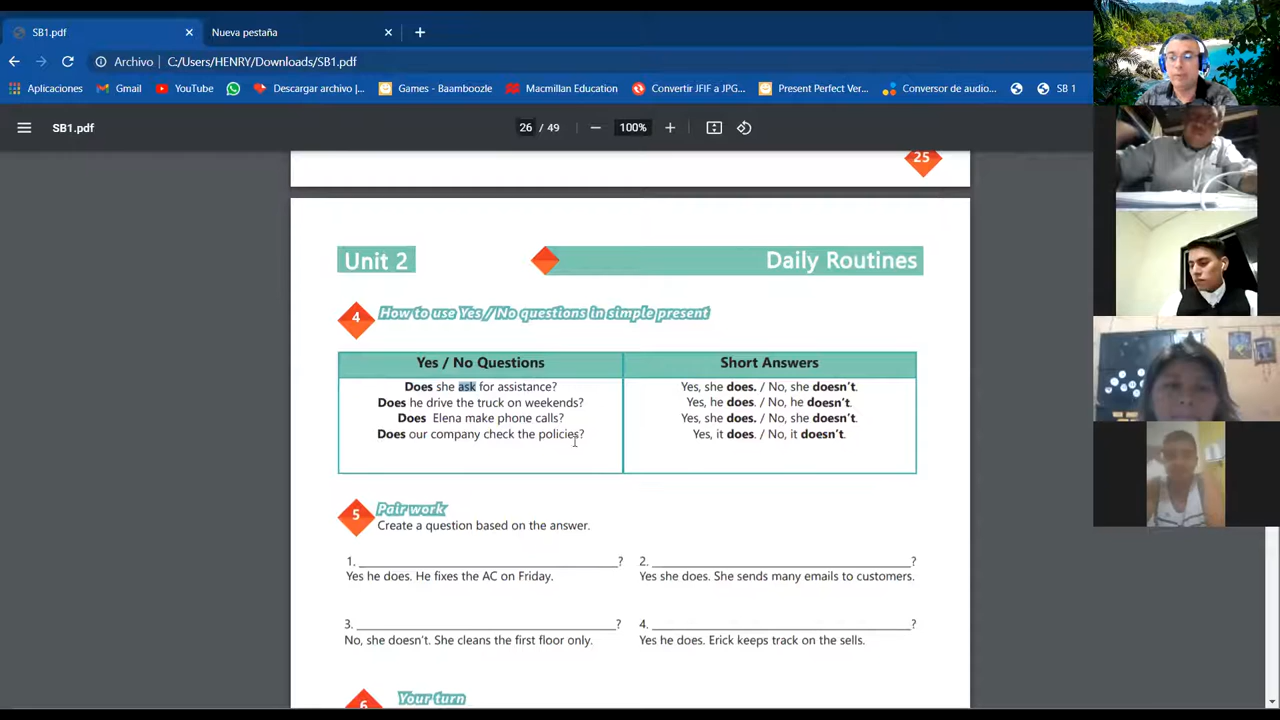 SB1.pdf
Nueva pestaña
Archivo C:/Users/HENRY/Downloads/SB1.pdf
Aplicaciones Gmail YouTube Descargar archivo |... Games - Baamboozle Macmillan Education Convertir JFIF a JPG... Present Perfect Ver... Conversor de audio... SB 1
SB1.pdf 26 / 49 100%
25
Unit 2 Daily Routines
4 How to use Yes / No questions in simple present
Yes / No Questions Short Answers
Does she ask for assistance? Yes, she does. / No, she doesn't.
Does he drive the truck on weekends? Yes, he does. / No, he doesn't.
Does Elena make phone calls? Yes, she does. / No, she doesn't.
Does our company check the policies? Yes, it does. / No, it doesn't.
5 Pair work
Create a question based on the answer.
1. ______________________________? 2. ______________________________?
Yes he does. He fixes the AC on Friday. Yes she does. She sends many emails to customers.
3. ______________________________? 4. ______________________________?
No, she doesn't. She cleans the first floor only. Yes he does. Erick keeps track on the sells.
6 Your turn